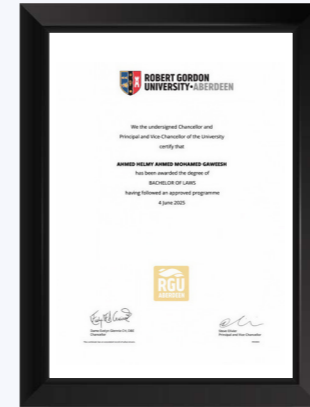 ROBERT GORDON
UNIVERSITY•ABERDEEN
We the undersigned Chancellor and
Principal and Vice-Chancellor of the University
certify that
AHMED HELMY AHMED MOHAMED GAWEESH
has been awarded the degree of
BACHELOR OF LAWS
having followed an approved programme
4 June 2025
RGU
ABERDEEN
Chancellor
Principal and Vice-Chancellor